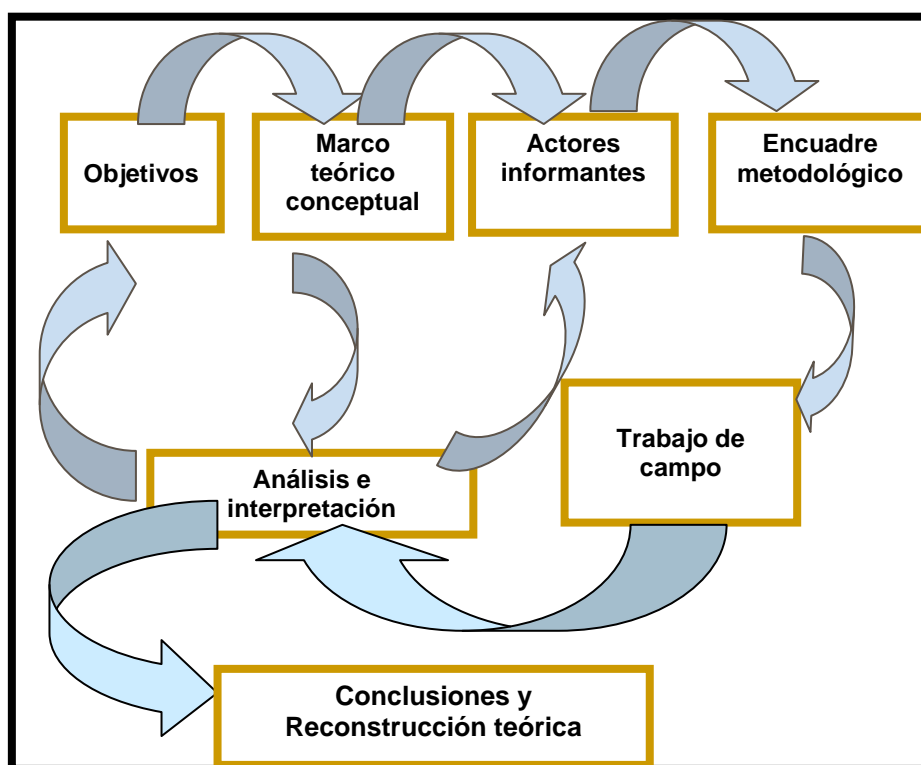 Objetivos
Marco
teórico
conceptual
Actores
informantes
Encuadre
metodológico
Trabajo de
campo
Análisis e
interpretación
Conclusiones y
Reconstrucción teórica